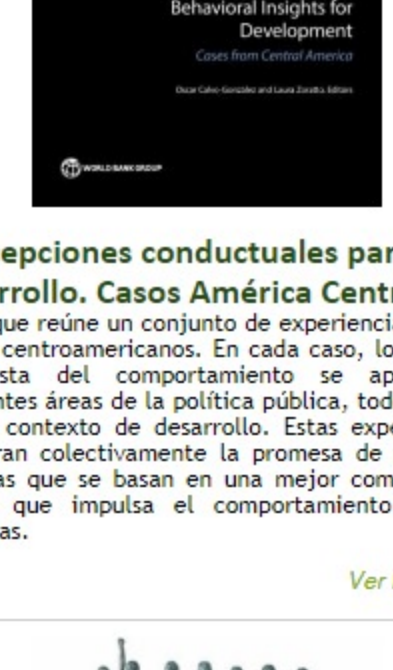 Behavioral Insights for
Development
Cases from Central America
Oscar Calvo-González and Laura Zoratto, Editors
WORLD BANK GROUP
epciones conductuales par
rrollo. Casos América Centr
que reúne un conjunto de experiencia
centroamericanos. En cada caso, lo
sta del comportamiento se ap
ntes áreas de la política pública, tod
contexto de desarrollo. Estas expe
ran colectivamente la promesa de
as que se basan en una mejor com
que impulsa el comportamiento
as.
Ver